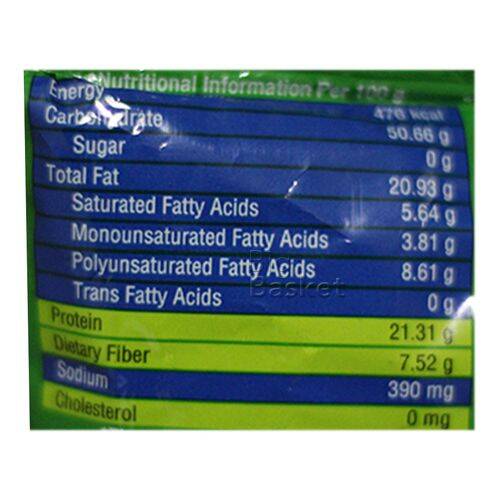 Nutritional Information Per 100 g
Energy 476 kcal
Carbohydrate 50.66 g
Sugar 0 g
Total Fat 20.93 g
Saturated Fatty Acids 5.64 g
Monounsaturated Fatty Acids 3.81 g
Polyunsaturated Fatty Acids 8.61 g
Big
Basket
Trans Fatty Acids 0 g
Protein 21.31 g
Dietary Fiber 7.52 g
Sodium 390 mg
Cholesterol 0 mg